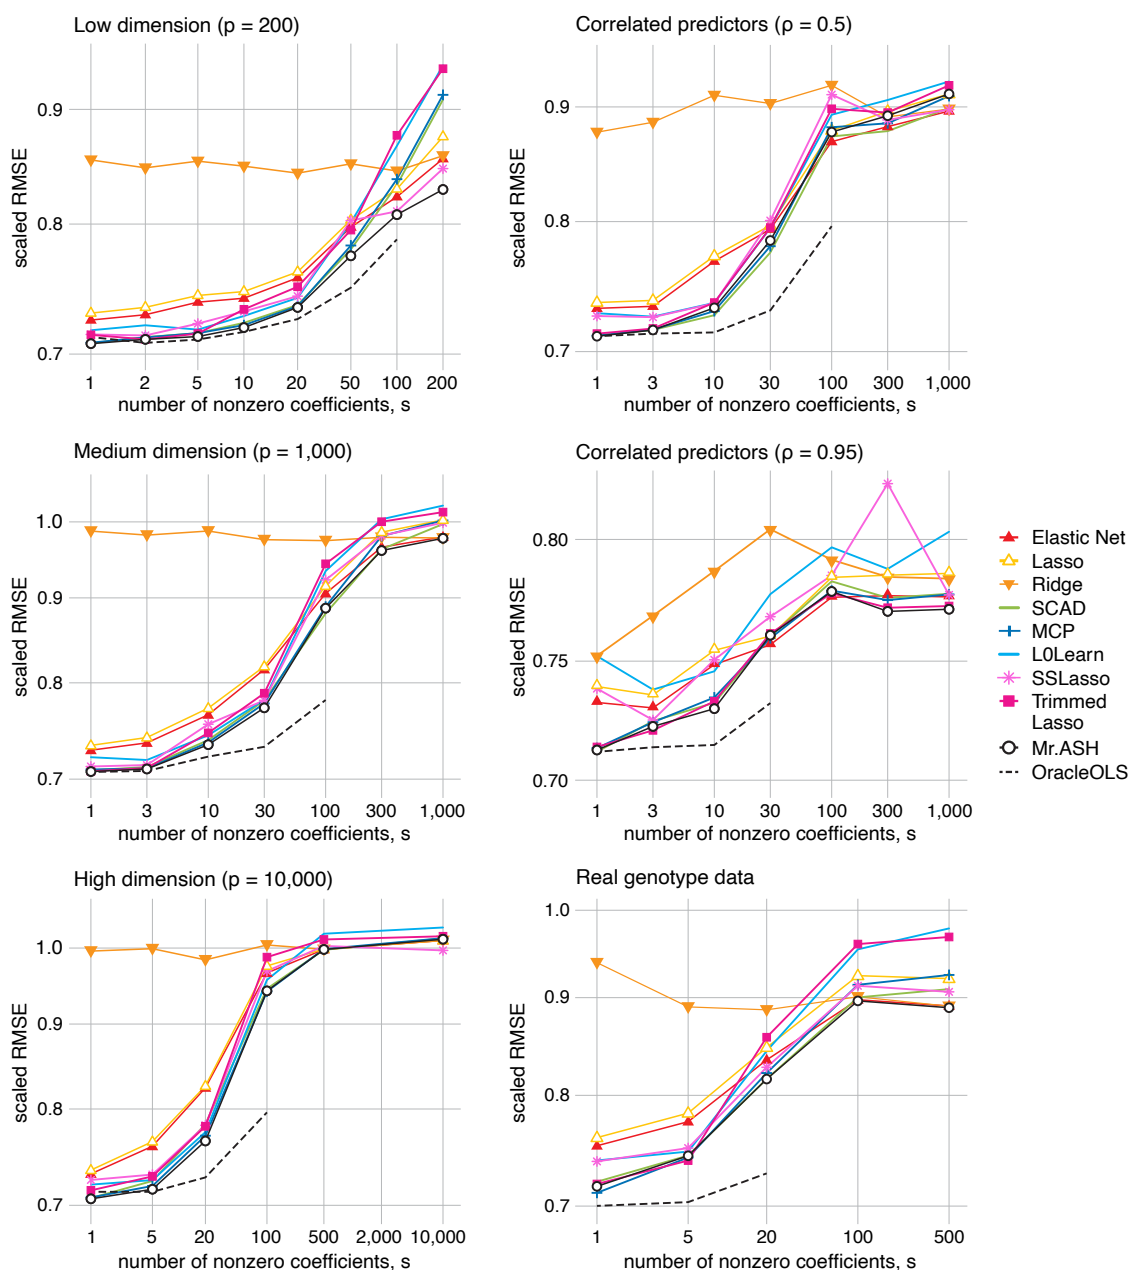 Low dimension (p = 200)
scaled RMSE
0.9
0.8
0.7
1 2 5 10 20 50 100 200
number of nonzero coefficients, s
Correlated predictors (ρ = 0.5)
scaled RMSE
0.9
0.8
0.7
1 3 10 30 100 300 1,000
number of nonzero coefficients, s
Medium dimension (p = 1,000)
scaled RMSE
1.0
0.9
0.8
0.7
1 3 10 30 100 300 1,000
number of nonzero coefficients, s
Correlated predictors (ρ = 0.95)
scaled RMSE
0.80
0.75
0.70
1 3 10 30 100 300 1,000
number of nonzero coefficients, s
Elastic Net
Lasso
Ridge
SCAD
MCP
L0Learn
SSLasso
Trimmed
Lasso
Mr.ASH
OracleOLS
High dimension (p = 10,000)
scaled RMSE
1.0
0.9
0.8
0.7
1 5 20 100 500 2,000 10,000
number of nonzero coefficients, s
Real genotype data
scaled RMSE
1.0
0.9
0.8
0.7
1 5 20 100 500
number of nonzero coefficients, s